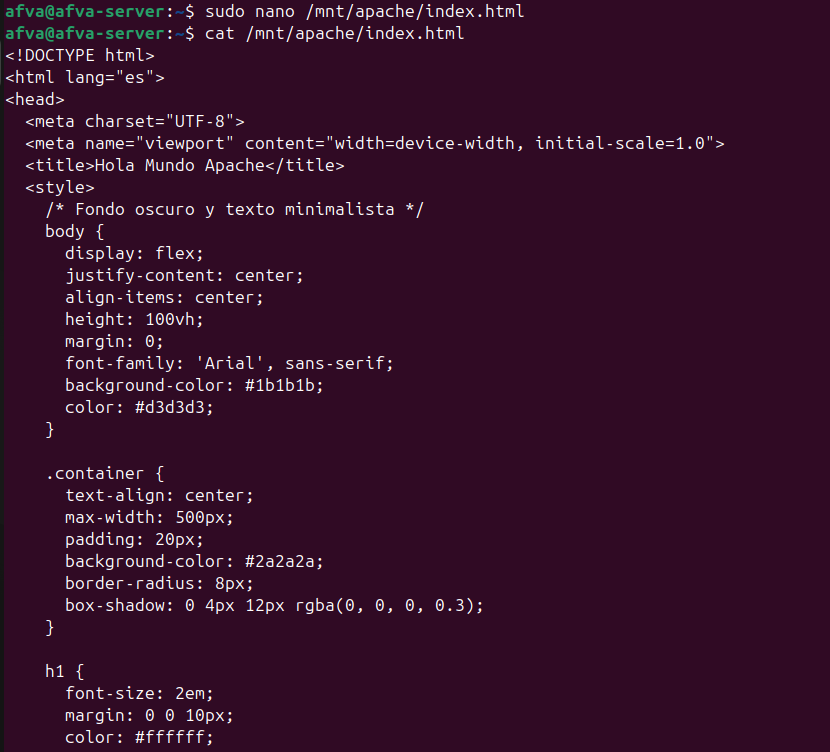 afva@afva-server:~$ sudo nano /mnt/apache/index.html
afva@afva-server:~$ cat /mnt/apache/index.html
<!DOCTYPE html>
<html lang="es">
<head>
  <meta charset="UTF-8">
  <meta name="viewport" content="width=device-width, initial-scale=1.0">
  <title>Hola Mundo Apache</title>
  <style>
    /* Fondo oscuro y texto minimalista */
    body {
      display: flex;
      justify-content: center;
      align-items: center;
      height: 100vh;
      margin: 0;
      font-family: 'Arial', sans-serif;
      background-color: #1b1b1b;
      color: #d3d3d3;
    }

    .container {
      text-align: center;
      max-width: 500px;
      padding: 20px;
      background-color: #2a2a2a;
      border-radius: 8px;
      box-shadow: 0 4px 12px rgba(0, 0, 0, 0.3);
    }

    h1 {
      font-size: 2em;
      margin: 0 0 10px;
      color: #ffffff;